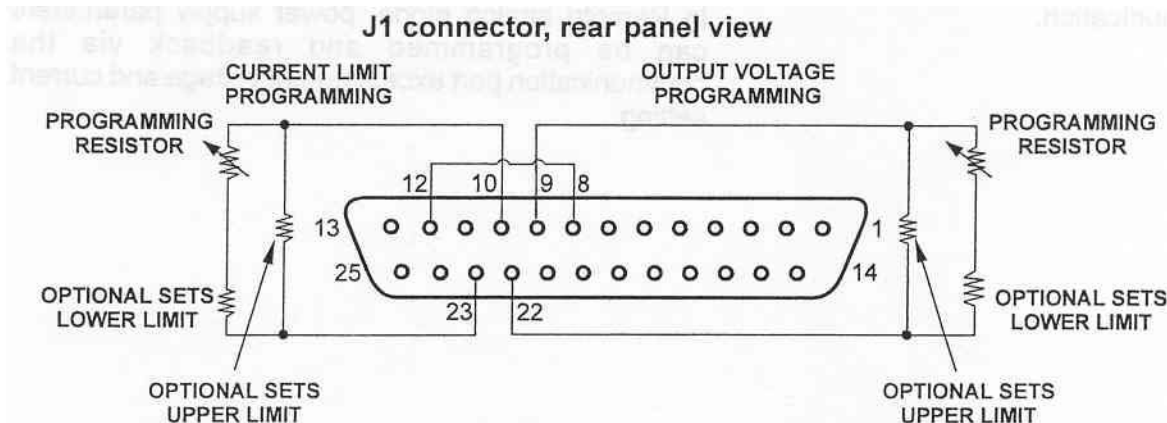 J1 connector, rear panel view
CURRENT LIMIT
PROGRAMMING
OUTPUT VOLTAGE
PROGRAMMING
PROGRAMMING
RESISTOR
PROGRAMMING
RESISTOR
12 10 9 8
13
1
25
14
23
22
OPTIONAL SETS
LOWER LIMIT
OPTIONAL SETS
LOWER LIMIT
OPTIONAL SETS
UPPER LIMIT
OPTIONAL SETS
UPPER LIMIT